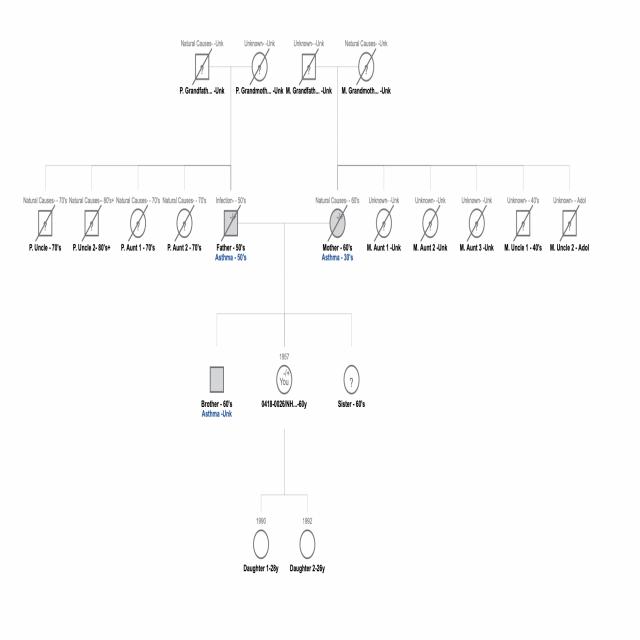 Natural Causes- -Unk Unknown- -Unk Unknown- -Unk Natural Causes- -Unk
? ? ? ?
P. Grandfath... -Unk P. Grandmoth... -Unk M. Grandfath... -Unk M. Grandmoth... -Unk
Natural Causes- - 70's Natural Causes- - 80's+ Natural Causes- - 70's Natural Causes- - 70's Infection- - 50's Natural Causes- - 60's Unknown- -Unk Unknown- -Unk Unknown- -Unk Unknown- - 40's Unknown- - Adol
? ? ? ? ? ? ? ? ?
P. Uncle - 70's P. Uncle 2- 80's+ P. Aunt 1 - 70's P. Aunt 2 - 70's Father - 50's Mother - 60's M. Aunt 1 -Unk M. Aunt 2 -Unk M. Aunt 3 -Unk M. Uncle 1 - 40's M. Uncle 2 - Adol
Asthma - 50's Asthma - 30's
1957
-/+
You ?
Brother - 60's 0418-0026/NH...-60y Sister - 60's
Asthma -Unk
1990 1992
Daughter 1-28y Daughter 2-26y